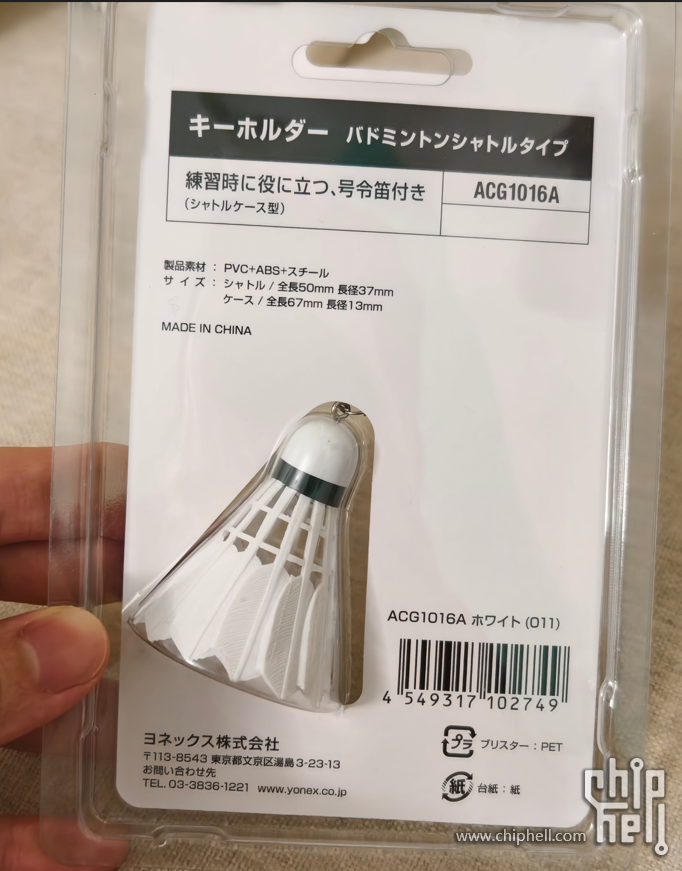 キーホルダー バドミントンシャトルタイプ
練習時に役に立つ、号令笛付き
(シャトルケース型)
ACG1016A
製品素材 : PVC+ABS+スチール
サイズ : シャトル / 全長50mm 長径37mm
ケース / 全長67mm 長径13mm
MADE IN CHINA
ACG1016A ホワイト (011)
4 549317 102749
ヨネックス株式会社
〒113-8543 東京都文京区湯島3-23-13
お問い合わせ先
TEL. 03-3836-1221 www.yonex.co.jp
プラ ブリスター : PET
紙 台紙 : 紙
chip
hell
www.chiphell.com